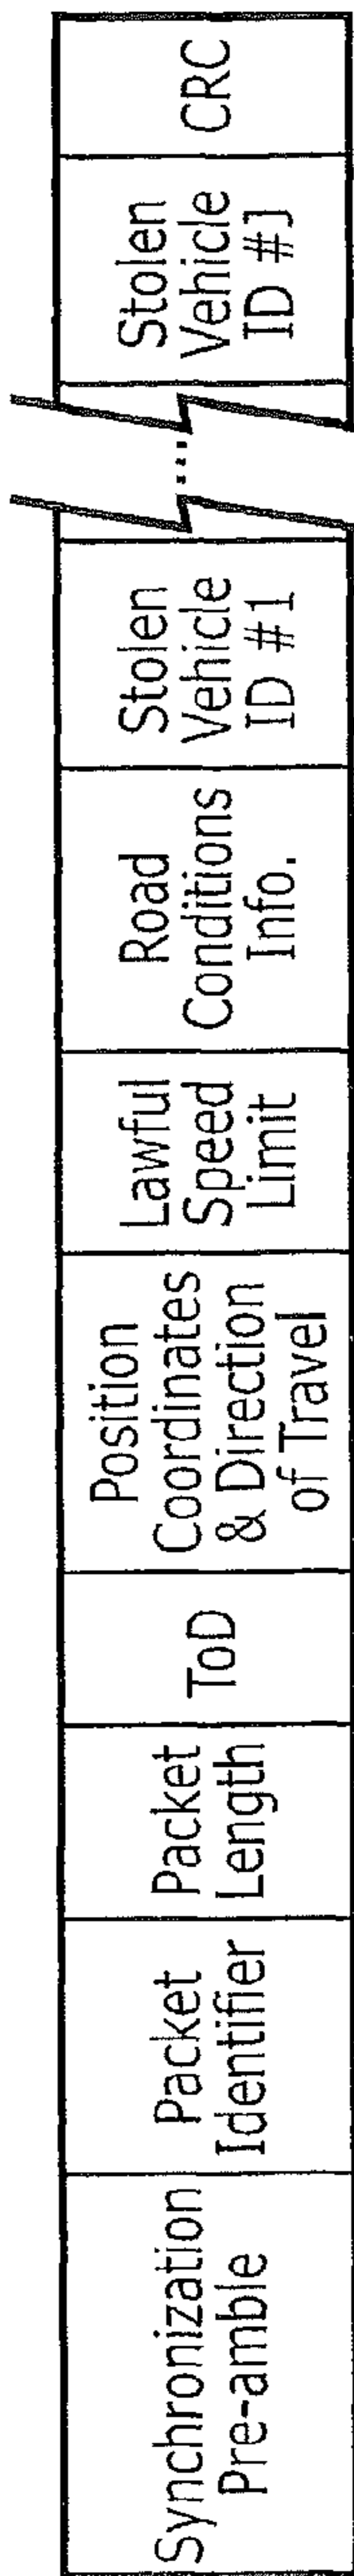 Synchronization
Pre-amble
Packet
Identifier
Packet
Length
ToD
Position
Coordinates
& Direction
of Travel
Lawful
Speed
Limit
Road
Conditions
Info.
Stolen
Vehicle
ID #1
....
Stolen
Vehicle
ID #J
CRC